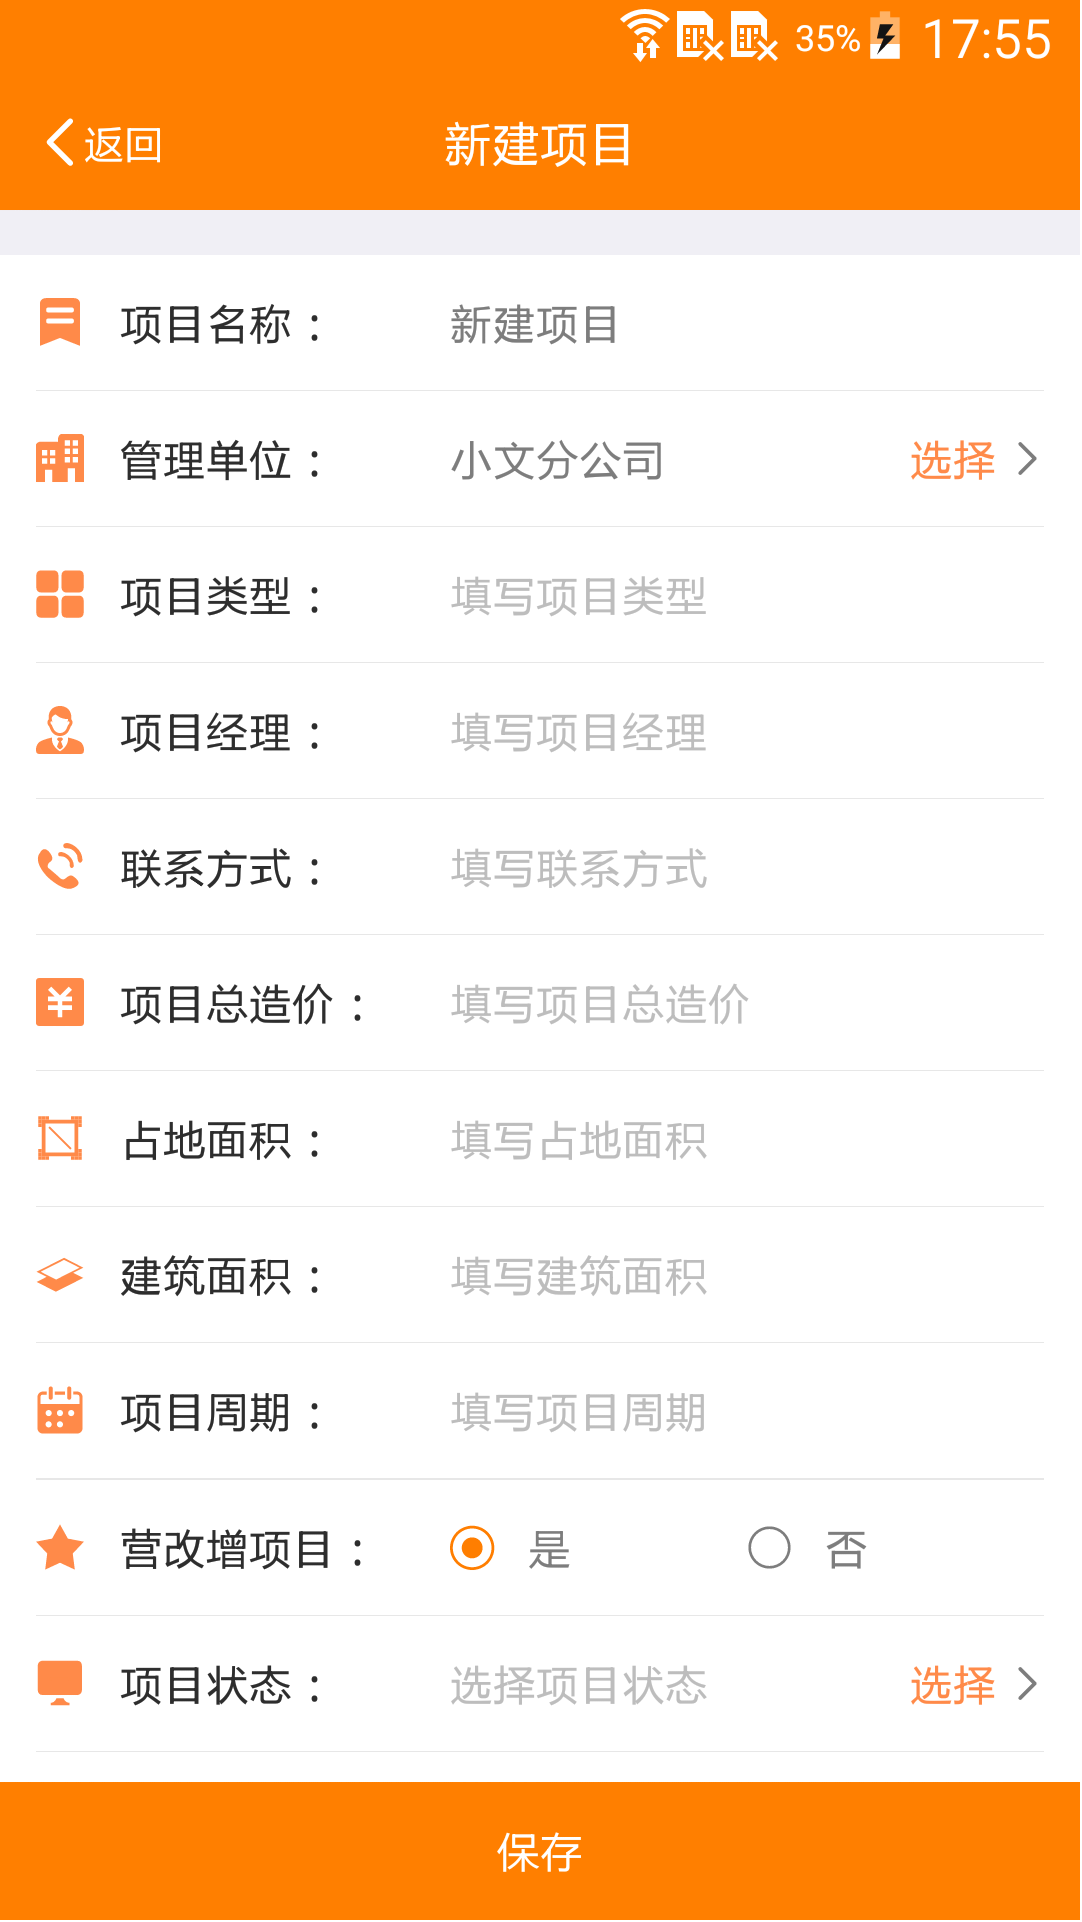 35% 17:55
返回 新建项目
项目名称： 新建项目
管理单位： 小文分公司 选择
项目类型： 填写项目类型
项目经理： 填写项目经理
联系方式： 填写联系方式
项目总造价： 填写项目总造价
占地面积： 填写占地面积
建筑面积： 填写建筑面积
项目周期： 填写项目周期
营改增项目： 是 否
项目状态： 选择项目状态 选择
保存